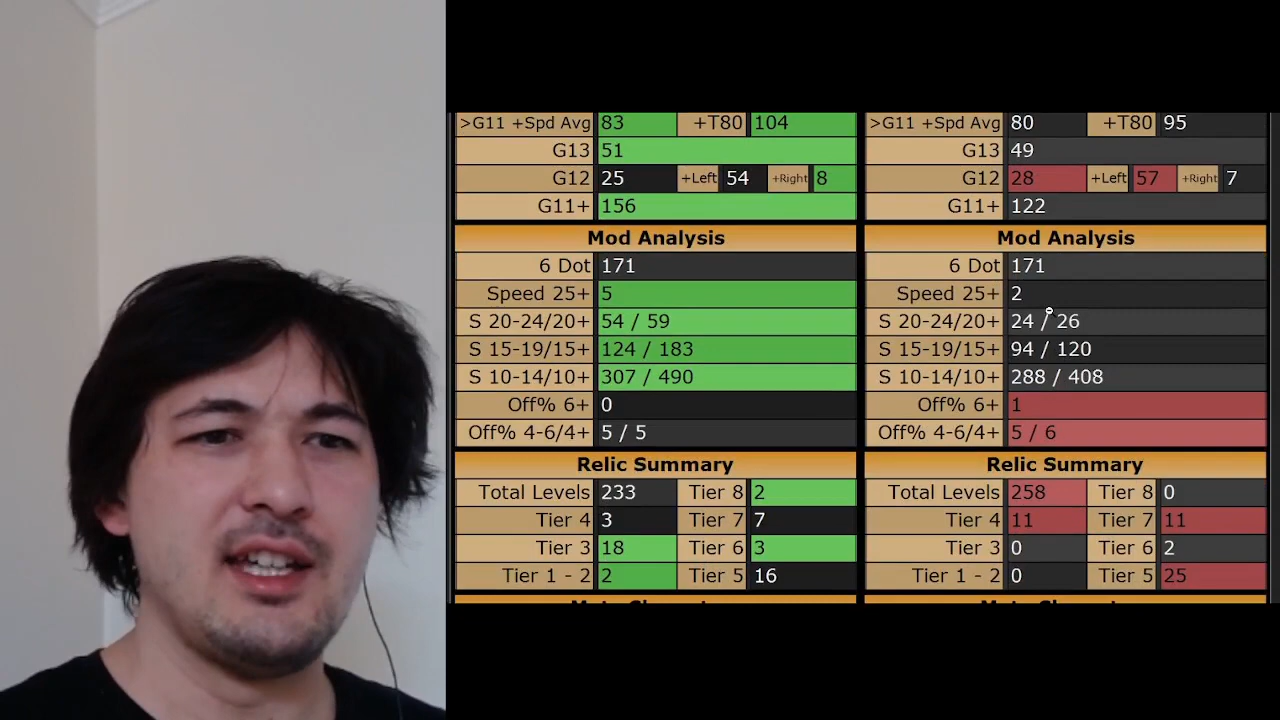 >G11 +Spd Avg 83 +T80 104
G13 51
G12 25 +Left 54 +Right 8
G11+ 156
Mod Analysis
6 Dot 171
Speed 25+ 5
S 20-24/20+ 54 / 59
S 15-19/15+ 124 / 183
S 10-14/10+ 307 / 490
Off% 6+ 0
Off% 4-6/4+ 5 / 5
Relic Summary
Total Levels 233 Tier 8 2
Tier 4 3 Tier 7 7
Tier 3 18 Tier 6 3
Tier 1 - 2 2 Tier 5 16
>G11 +Spd Avg 80 +T80 95
G13 49
G12 28 +Left 57 +Right 7
G11+ 122
Mod Analysis
6 Dot 171
Speed 25+ 2
S 20-24/20+ 24 / 26
S 15-19/15+ 94 / 120
S 10-14/10+ 288 / 408
Off% 6+ 1
Off% 4-6/4+ 5 / 6
Relic Summary
Total Levels 258 Tier 8 0
Tier 4 11 Tier 7 11
Tier 3 0 Tier 6 2
Tier 1 - 2 0 Tier 5 25